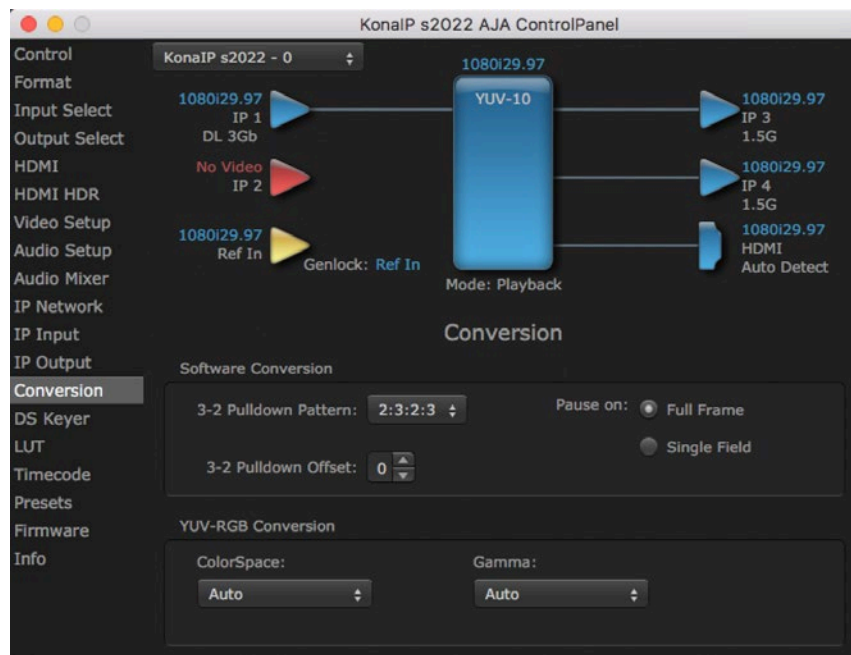 KonaIP s2022 AJA ControlPanel
Control
Format
Input Select
Output Select
HDMI
HDMI HDR
Video Setup
Audio Setup
Audio Mixer
IP Network
IP Input
IP Output
Conversion
DS Keyer
LUT
Timecode
Presets
Firmware
Info
KonaIP s2022 - 0
1080i29.97
IP 1
DL 3Gb
No Video
IP 2
1080i29.97
Ref In
Genlock: Ref In
1080i29.97
YUV-10
Mode: Playback
1080i29.97
IP 3
1.5G
1080i29.97
IP 4
1.5G
1080i29.97
HDMI
Auto Detect
Conversion
Software Conversion
3-2 Pulldown Pattern: 2:3:2:3
Pause on: Full Frame
Single Field
3-2 Pulldown Offset: 0
YUV-RGB Conversion
ColorSpace:
Auto
Gamma:
Auto